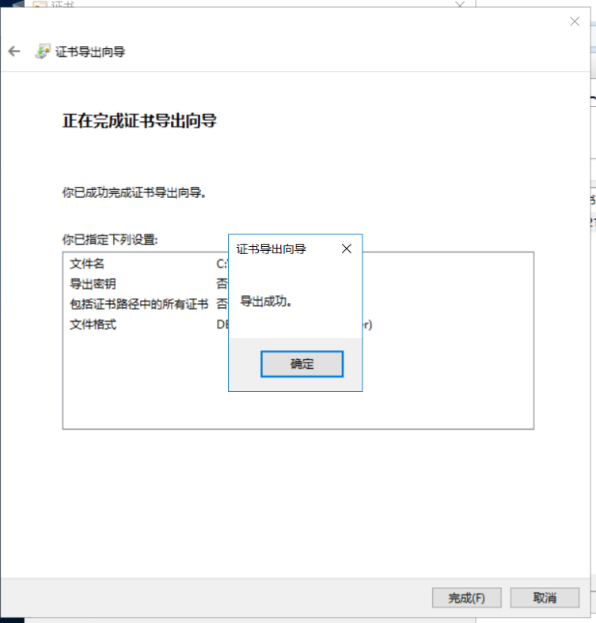 证书
证书导出向导
正在完成证书导出向导
你已成功完成证书导出向导。
你已指定下列设置:
文件名 C:
导出密钥 否
包括证书路径中的所有证书 否
文件格式
证书导出向导
导出成功。
确定
完成(F)
取消